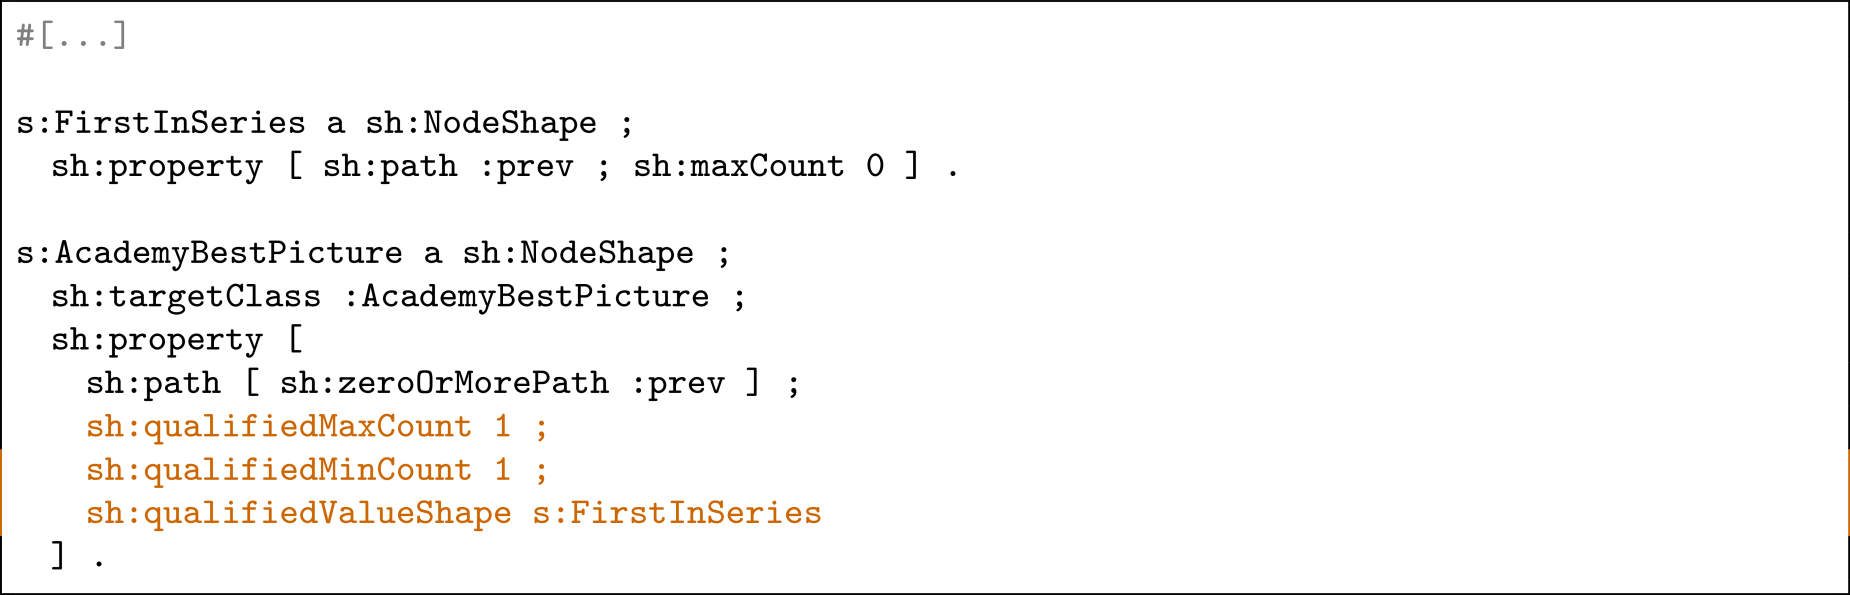 #[...]
s:FirstInSeries a sh:NodeShape ;
  sh:property [ sh:path :prev ; sh:maxCount 0 ] .
s:AcademyBestPicture a sh:NodeShape ;
  sh:targetClass :AcademyBestPicture ;
  sh:property [
    sh:path [ sh:zeroOrMorePath :prev ] ;
    sh:qualifiedMaxCount 1 ;
    sh:qualifiedMinCount 1 ;
    sh:qualifiedValueShape s:FirstInSeries
  ] .